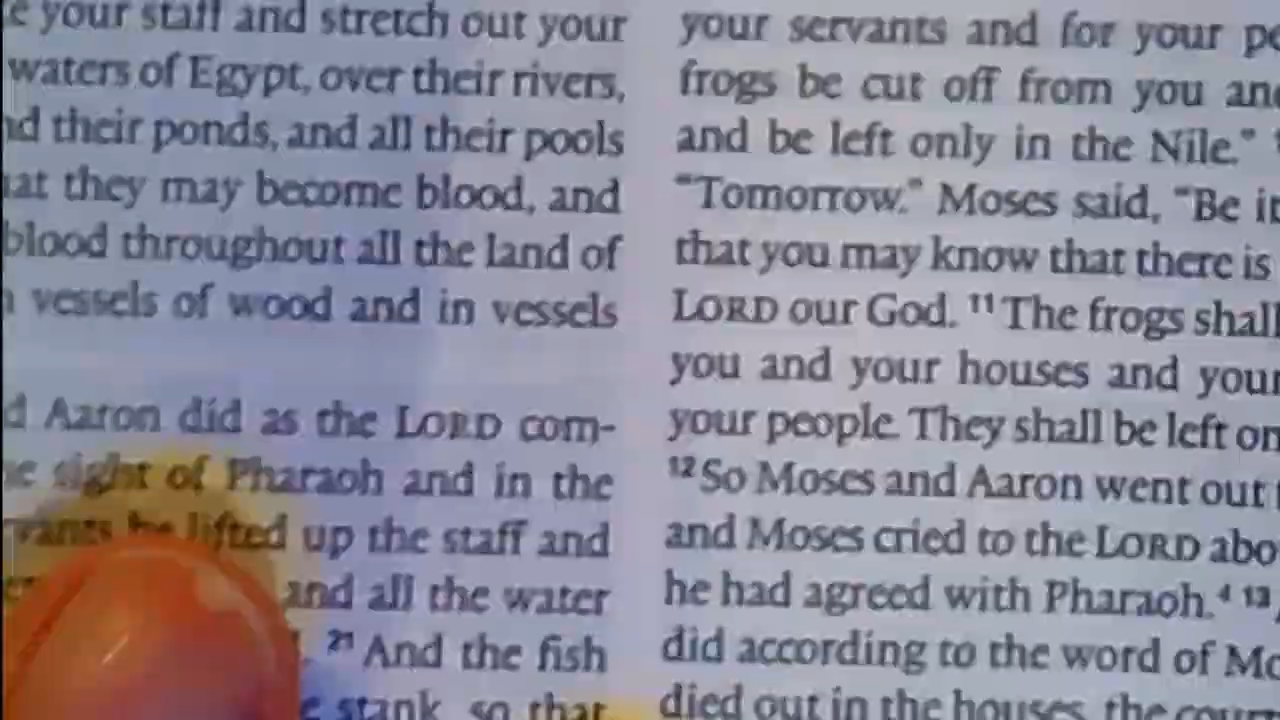 your staff and stretch out your
waters of Egypt, over their rivers,
their ponds, and all their pools
they may become blood, and
blood throughout all the land of
vessels of wood and in vessels
Aaron did as the LORD com-
sight of Pharaoh and in the
he lifted up the staff and
and all the water
21 And the fish
stank, so that
your servants and for your
frogs be cut off from you
and be left only in the Nile."
"Tomorrow." Moses said, "Be
that you may know that there is
LORD our God. 11 The frogs shall
you and your houses and
your people. They shall be left
12 So Moses and Aaron went out
and Moses cried to the LORD
he had agreed with Pharaoh.4 13
did according to the word of
died out in the houses, the